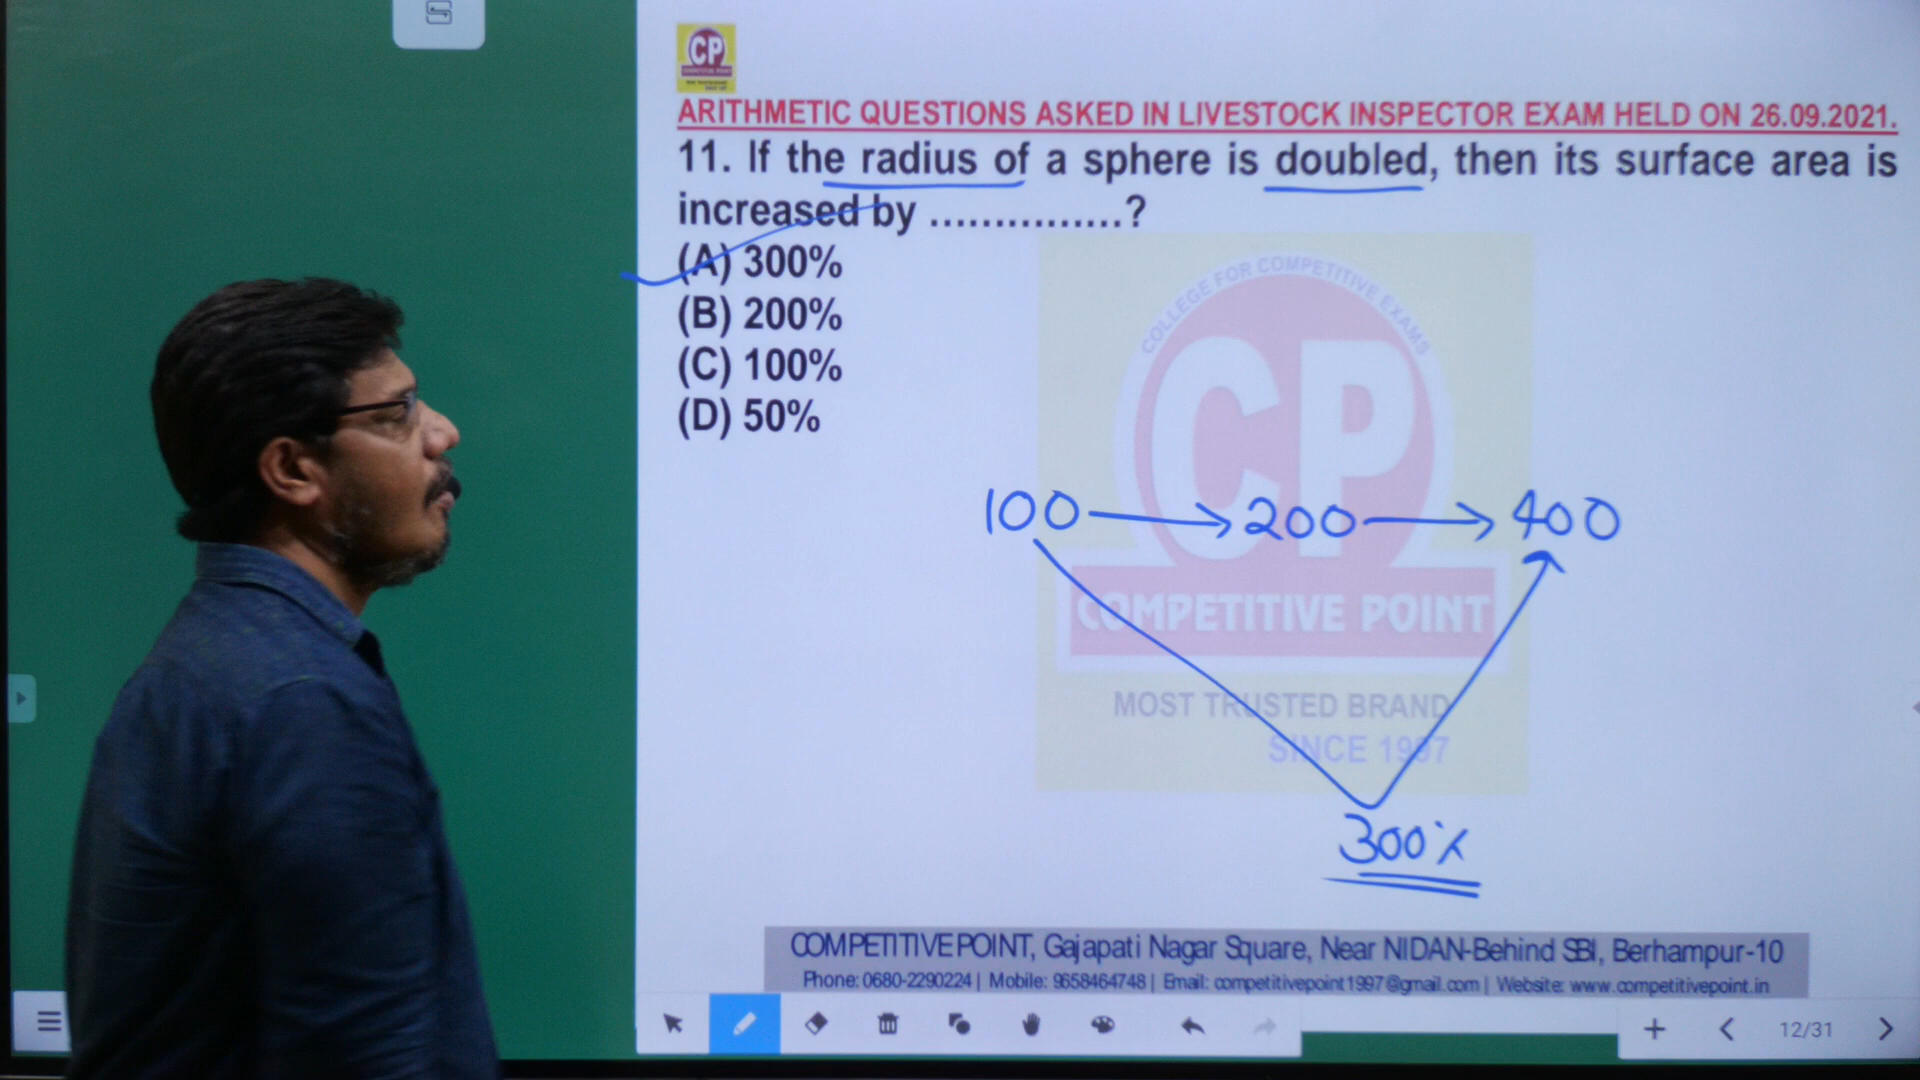 CP
ARITHMETIC QUESTIONS ASKED IN LIVESTOCK INSPECTOR EXAM HELD ON 26.09.2021.
11. If the radius of a sphere is doubled, then its surface area is
increased by ...............?
(A) 300%
(B) 200%
(C) 100%
(D) 50%
COLLEGE FOR COMPETITIVE EXAMS
CP
100 → 200 → 400
COMPETITIVE POINT
MOST TRUSTED BRAND
SINCE 1997
300%
COMPETITIVE POINT, Gajapati Nagar Square, Near NIDAN-Behind SBI, Berhampur-10
Phone: 0680-2290224 | Mobile: 9658464748 | Email: competitivepoint1997@gmail.com | Website: www.competitivepoint.in
12/31